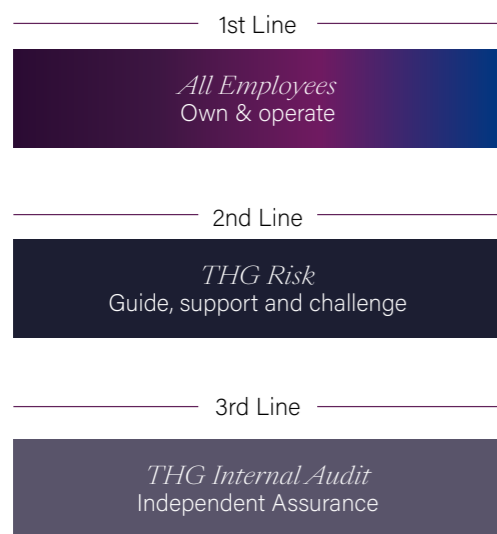 1st Line
All Employees
Own & operate
2nd Line
THG Risk
Guide, support and challenge
3rd Line
THG Internal Audit
Independent Assurance